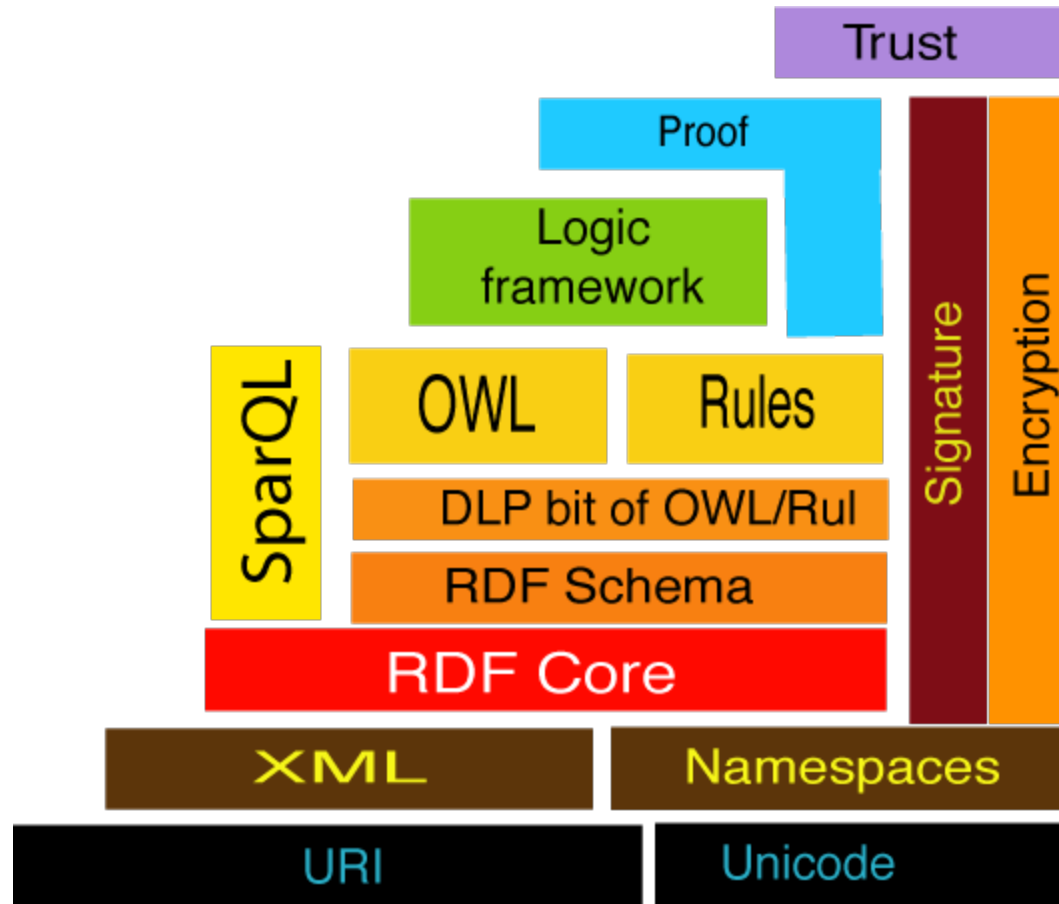 Trust
Proof
Logic
framework
SparQL
OWL
Rules
Signature
Encryption
DLP bit of OWL/Rul
RDF Schema
RDF Core
XML
Namespaces
URI
Unicode